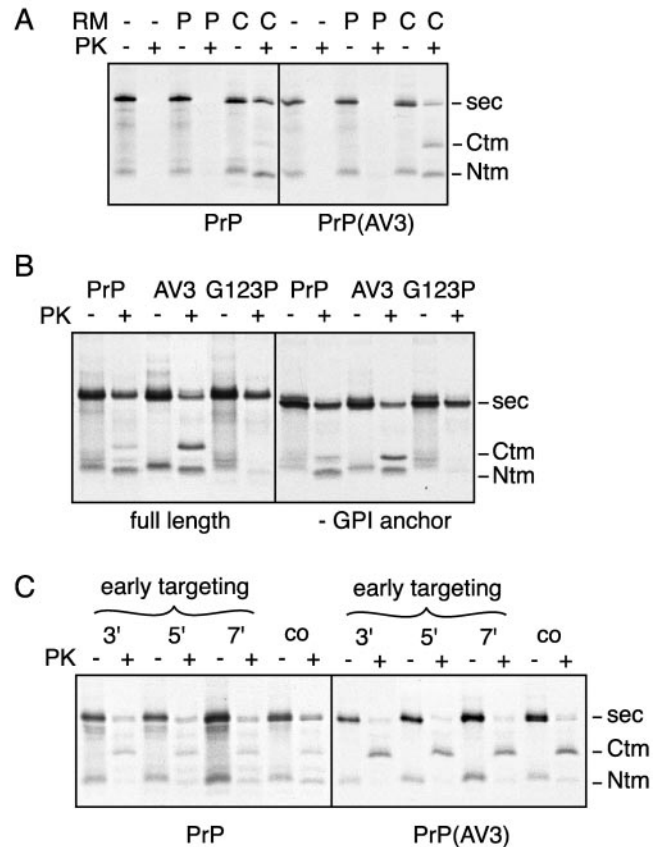 A
RM - - P P C C - - P P C C
PK - + - + - + - + - + - +
sec
Ctm
Ntm
PrP PrP(AV3)
B
PrP AV3 G123P PrP AV3 G123P
PK - + - + - + - + - + - +
sec
Ctm
Ntm
full length - GPI anchor
C
early targeting early targeting
3' 5' 7' co 3' 5' 7' co
PK - + - + - + - + - + - + - + - +
sec
Ctm
Ntm
PrP PrP(AV3)